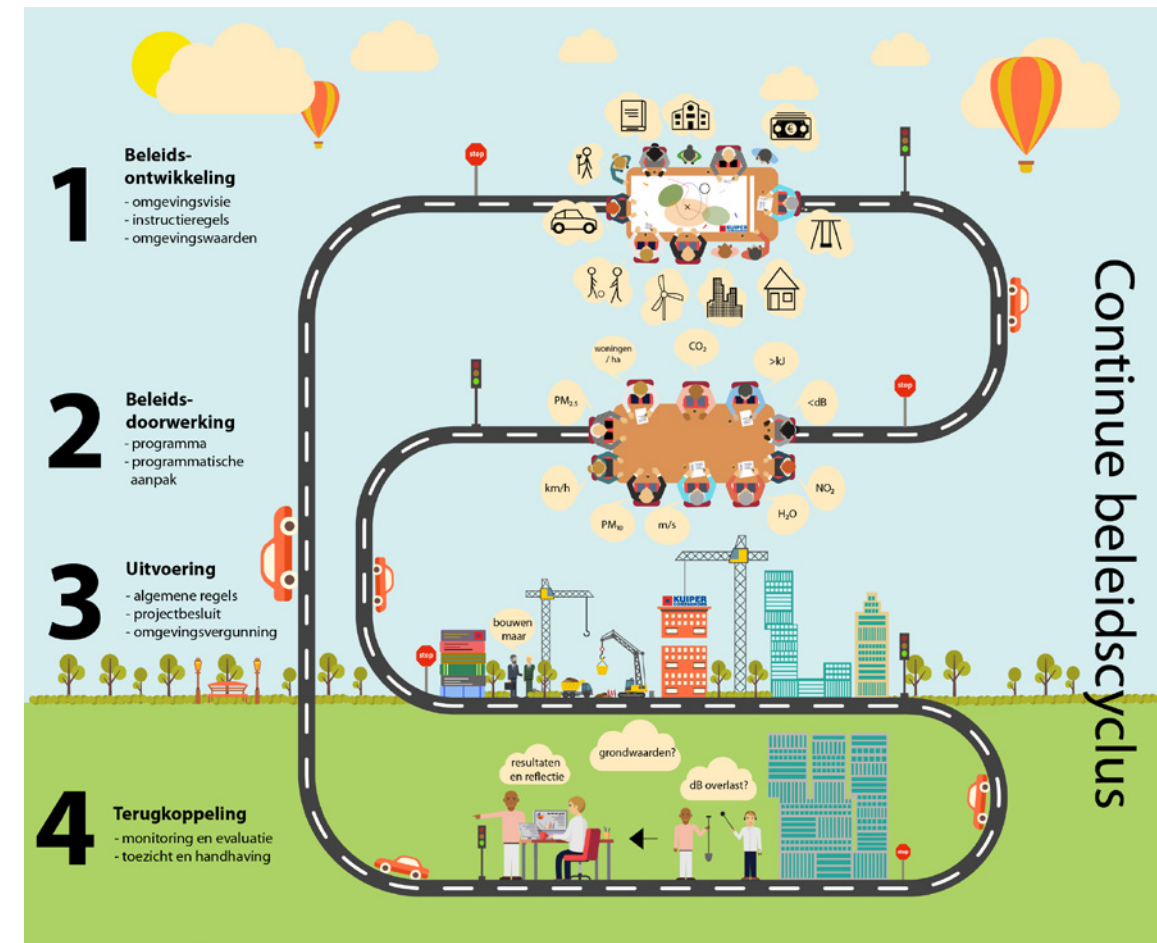 1
Beleids-
ontwikkeling
- omgevingsvisie
- instructieregels
- omgevingswaarden
stop
KUIPER
2
Beleids-
doorwerking
- programma
- programmatische
aanpak
woningen
/ ha
CO₂
>kJ
PM₂.₅
<dB
stop
km/h
NO₂
PM₁₀
m/s
H₂O
3
Uitvoering
- algemene regels
- projectbesluit
- omgevingsvergunning
stop
bouwen
maar
KUIPER
COMPAGNONS
4
Terugkoppeling
- monitoring en evaluatie
- toezicht en handhaving
resultaten
en reflectie
grondwaarden?
dB overlast?
stop
Continue beleidscyclus